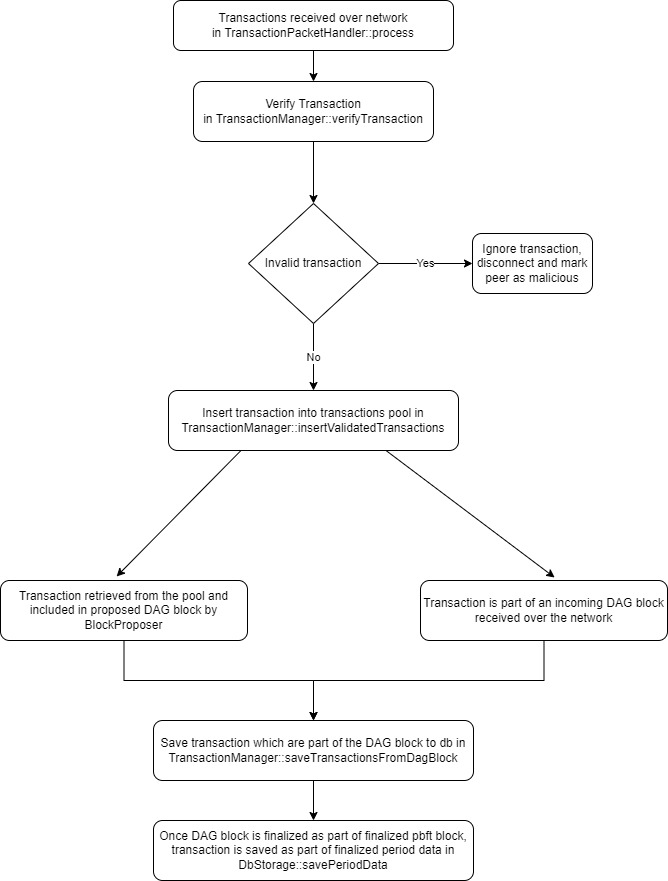 Transactions received over network
in TransactionPacketHandler::process
Verify Transaction
in TransactionManager::verifyTransaction
Invalid transaction
Yes
Ignore transaction,
disconnect and mark
peer as malicious
No
Insert transaction into transactions pool in
TransactionManager::insertValidatedTransactions
Transaction retrieved from the pool and
included in proposed DAG block by
BlockProposer
Transaction is part of an incoming DAG block
received over the network
Save transaction which are part of the DAG block to db in
TransactionManager::saveTransactionsFromDagBlock
Once DAG block is finalized as part of finalized pbft block,
transaction is saved as part of finalized period data in
DbStorage::savePeriodData